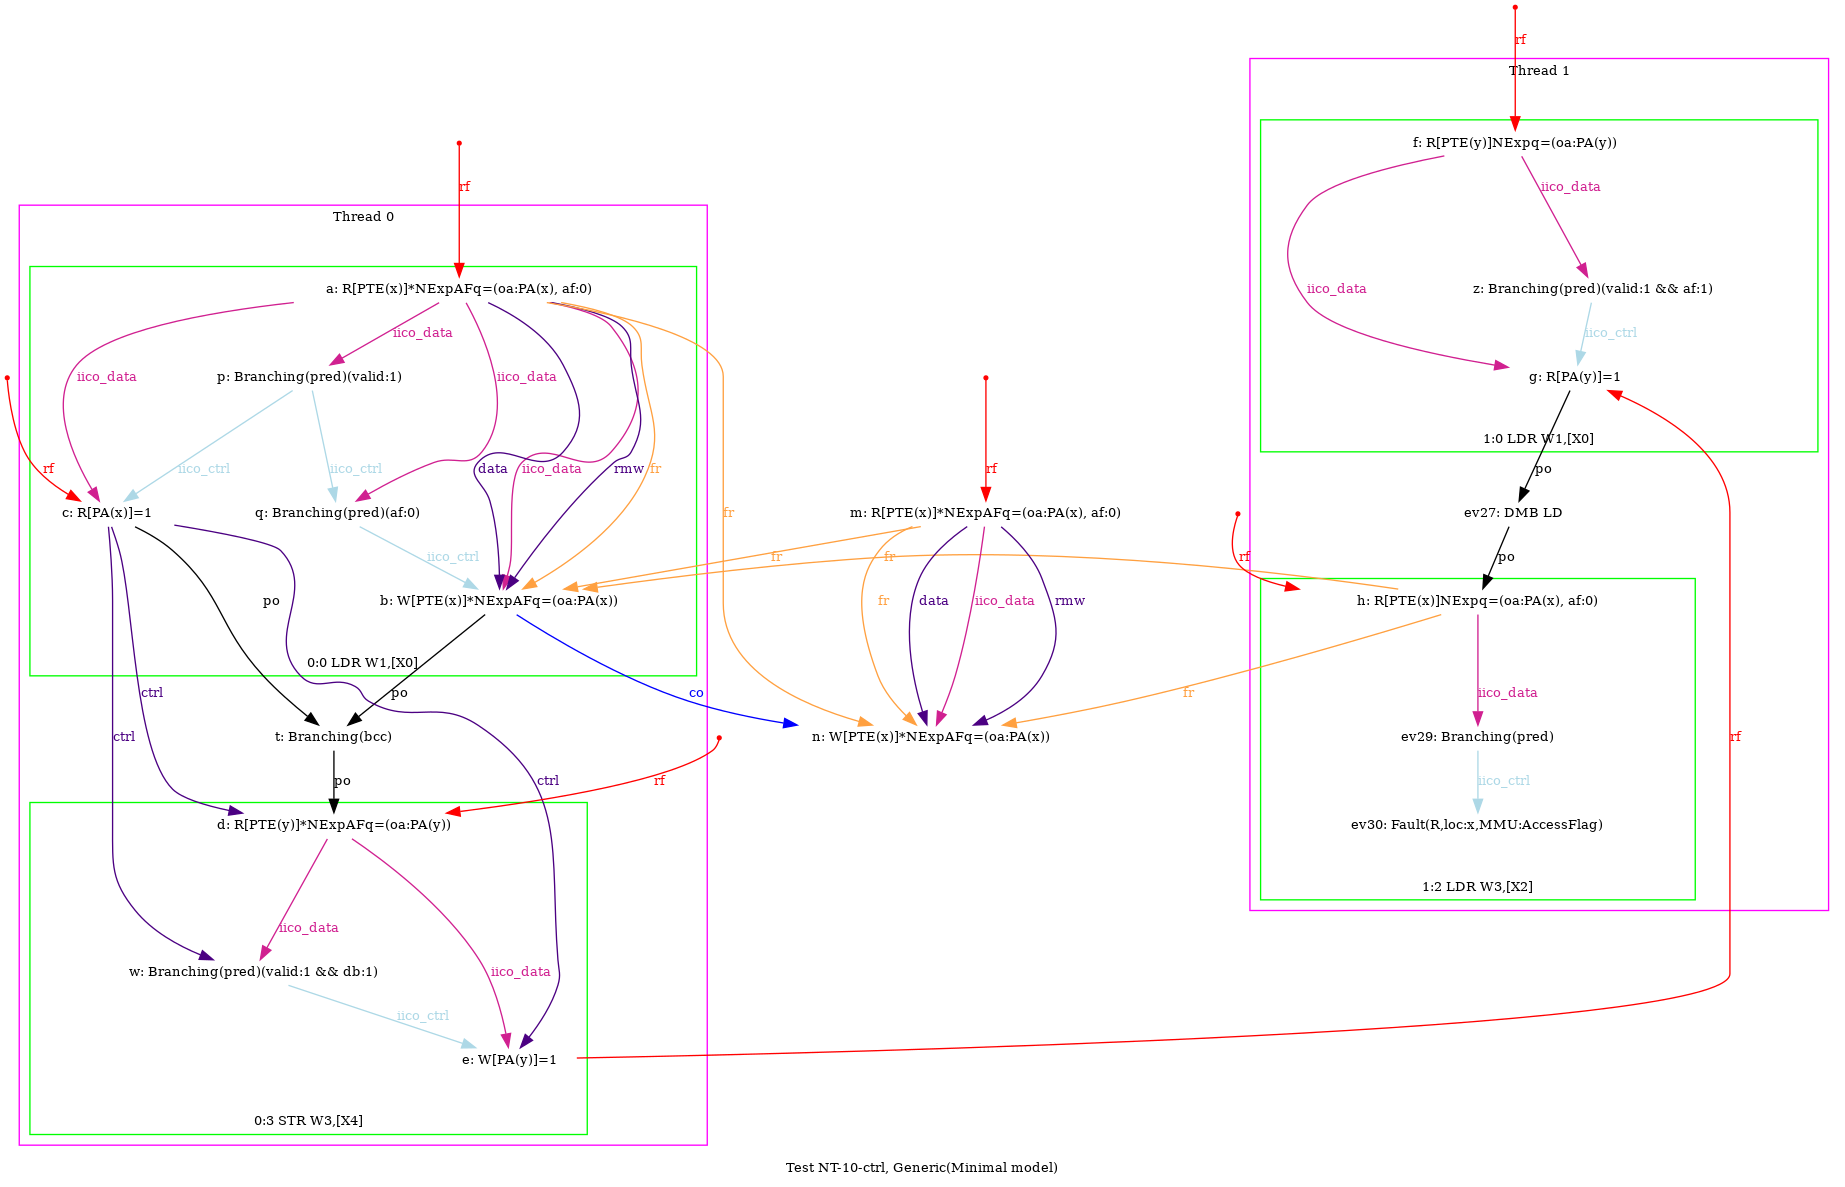 rf
Thread 1
f: R[PTE(y)]NExpq=(oa:PA(y))
rf
iico_data
Thread 0
a: R[PTE(x)]*NExpAFq=(oa:PA(x), af:0)
iico_data
z: Branching(pred)(valid:1 && af:1)
iico_data
iico_ctrl
iico_data
p: Branching(pred)(valid:1)
iico_data
g: R[PA(y)]=1
1:0 LDR W1,[X0]
rf
iico_ctrl
iico_ctrl
data
iico_data
rmw
fr
rf
po
c: R[PA(x)]=1
q: Branching(pred)(af:0)
fr
m: R[PTE(x)]*NExpAFq=(oa:PA(x), af:0)
ev27: DMB LD
iico_ctrl
fr
fr
rf
po
po
b: W[PTE(x)]*NExpAFq=(oa:PA(x))
fr
data
iico_data
rmw
h: R[PTE(x)]NExpq=(oa:PA(x), af:0)
0:0 LDR W1,[X0]
ctrl
po
co
fr
iico_data
ctrl
t: Branching(bcc)
n: W[PTE(x)]*NExpAFq=(oa:PA(x))
ev29: Branching(pred)
rf
po
ctrl
rf
iico_ctrl
d: R[PTE(y)]*NExpAFq=(oa:PA(y))
ev30: Fault(R,loc:x,MMU:AccessFlag)
1:2 LDR W3,[X2]
iico_data
w: Branching(pred)(valid:1 && db:1)
iico_data
iico_ctrl
e: W[PA(y)]=1
0:3 STR W3,[X4]
Test NT-10-ctrl, Generic(Minimal model)